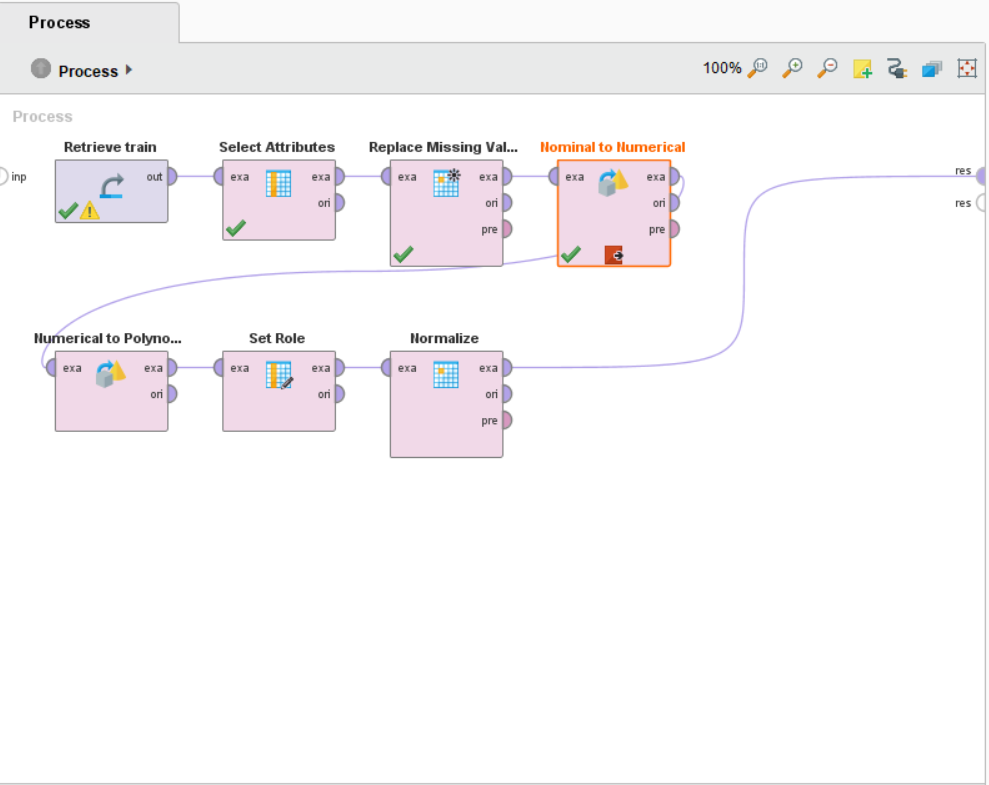 Process
Process
100%
Process
Retrieve train
Select Attributes
Replace Missing Val...
Nominal to Numerical
inp
out
exa
exa
ori
exa
exa
ori
pre
exa
exa
ori
pre
res
res
Numerical to Polyno...
Set Role
Normalize
exa
exa
ori
exa
exa
ori
exa
exa
ori
pre